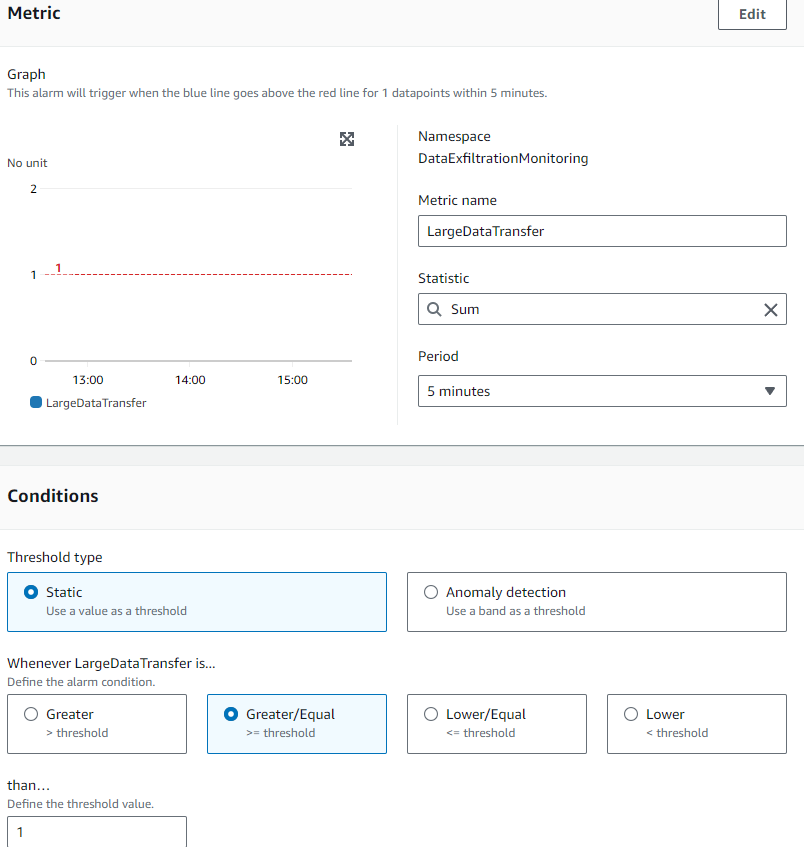 Metric
Edit
Graph
This alarm will trigger when the blue line goes above the red line for 1 datapoints within 5 minutes.
No unit
2
1
1
0
13:00 14:00 15:00
LargeDataTransfer
Namespace
DataExfiltrationMonitoring
Metric name
LargeDataTransfer
Statistic
Sum
Period
5 minutes
Conditions
Threshold type
Static
Use a value as a threshold
Anomaly detection
Use a band as a threshold
Whenever LargeDataTransfer is...
Define the alarm condition.
Greater
> threshold
Greater/Equal
>= threshold
Lower/Equal
<= threshold
Lower
< threshold
than...
Define the threshold value.
1